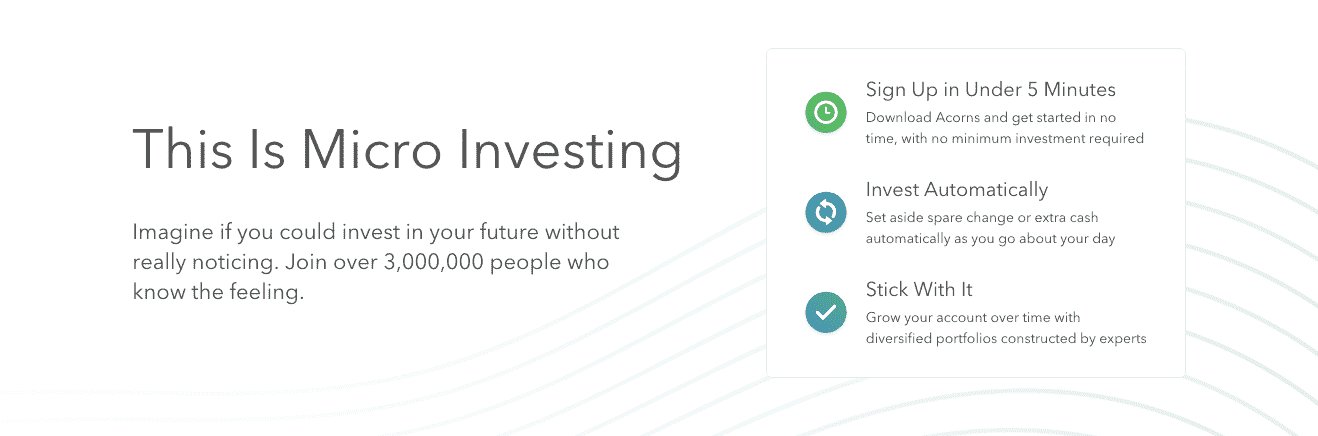 This Is Micro Investing
Imagine if you could invest in your future without
really noticing. Join over 3,000,000 people who
know the feeling.
Sign Up in Under 5 Minutes
Download Acorns and get started in no
time, with no minimum investment required
Invest Automatically
Set aside spare change or extra cash
automatically as you go about your day
Stick With It
Grow your account over time with
diversified portfolios constructed by experts